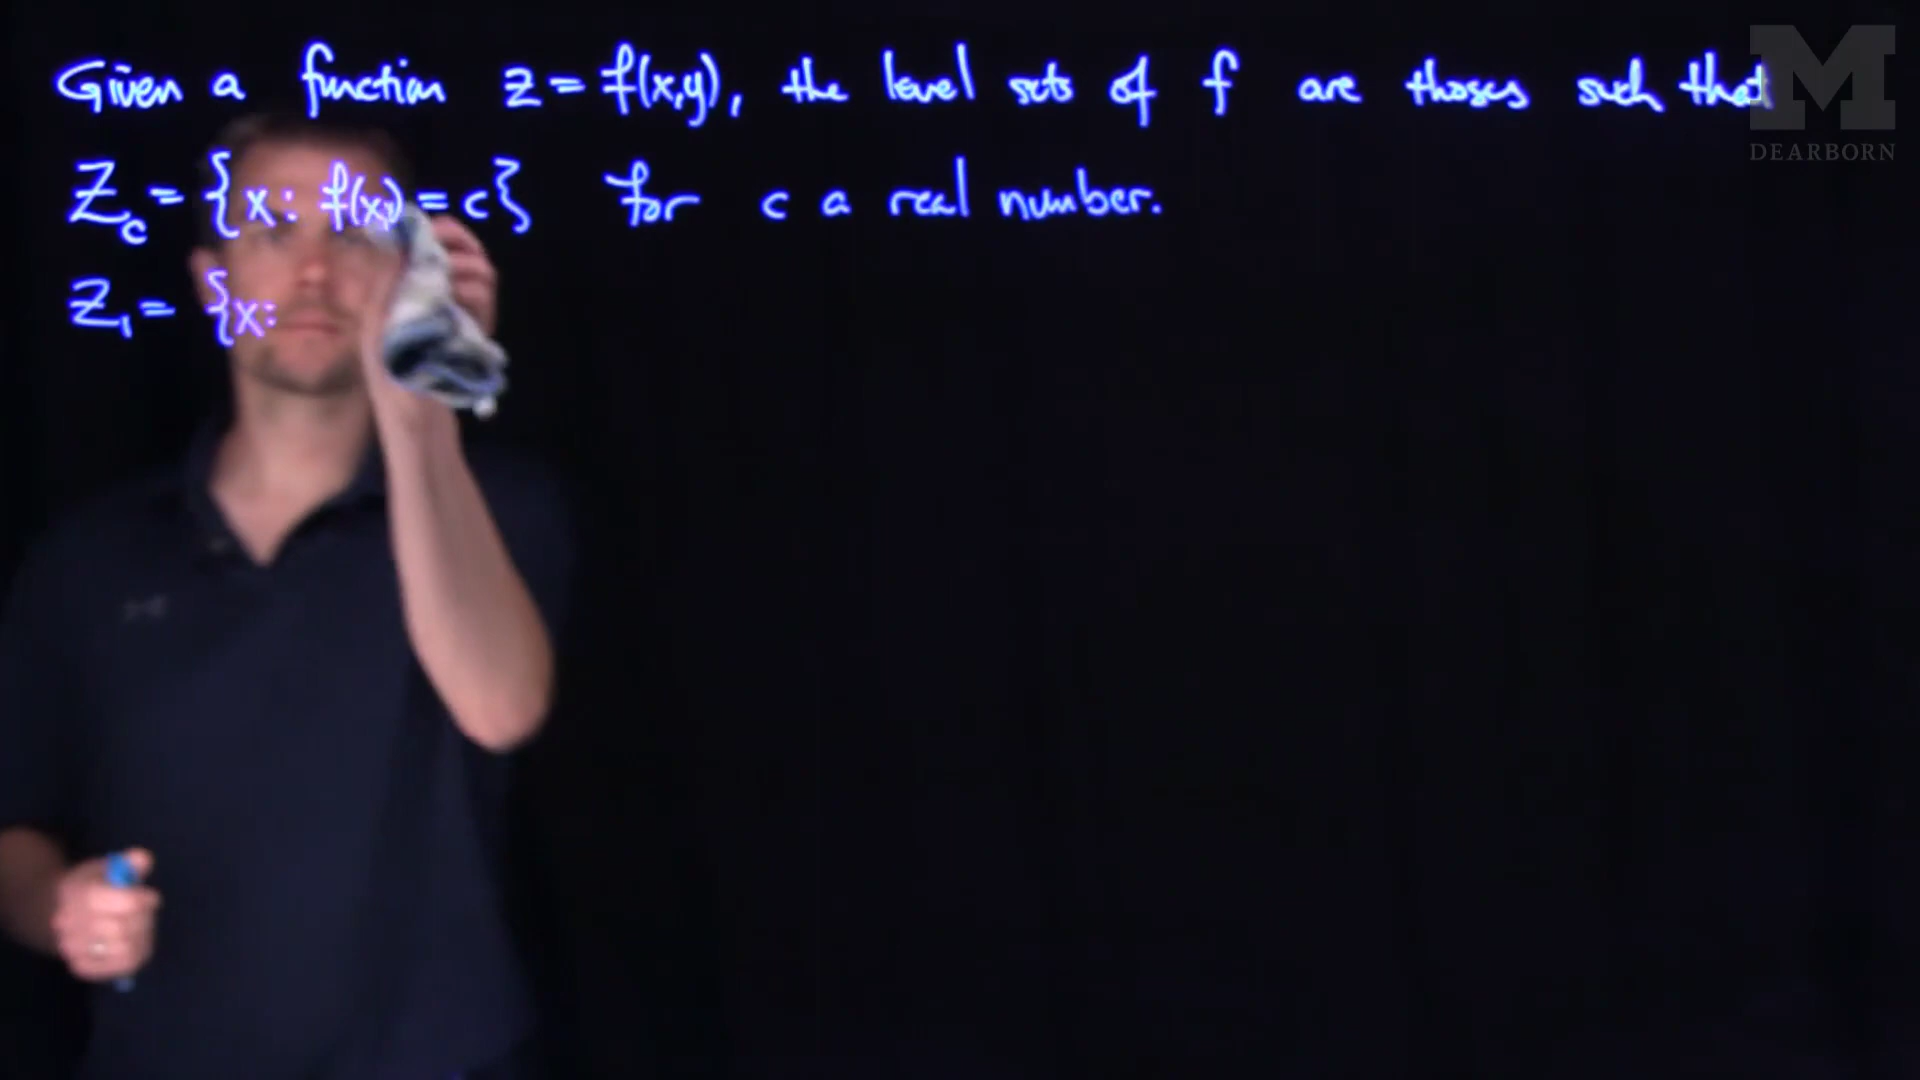 Given a function z = f(x,y), the level sets of f are thoses such that
Z_c = {x: f(x,y) = c} for c a real number.
Z_1 = {x:
M
DEARBORN